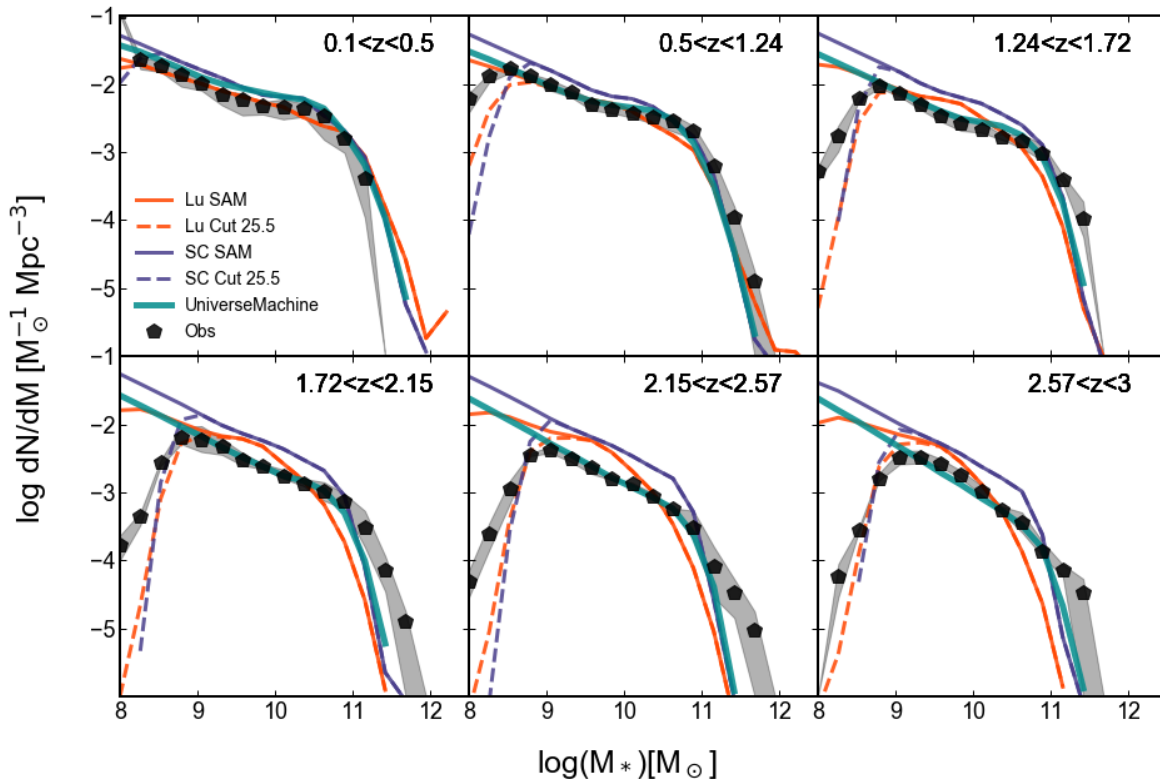 −1
0.1<z<0.5
0.5<z<1.24
1.24<z<1.72
−2
−3
−4
−5
−1
Lu SAM
Lu Cut 25.5
SC SAM
SC Cut 25.5
UniverseMachine
Obs
1.72<z<2.15
2.15<z<2.57
2.57<z<3
−2
−3
−4
−5
8 9 10 11 12
8 9 10 11 12
8 9 10 11 12
log dN/dM [M⊙⁻¹ Mpc⁻³]
log(M∗)[M⊙]